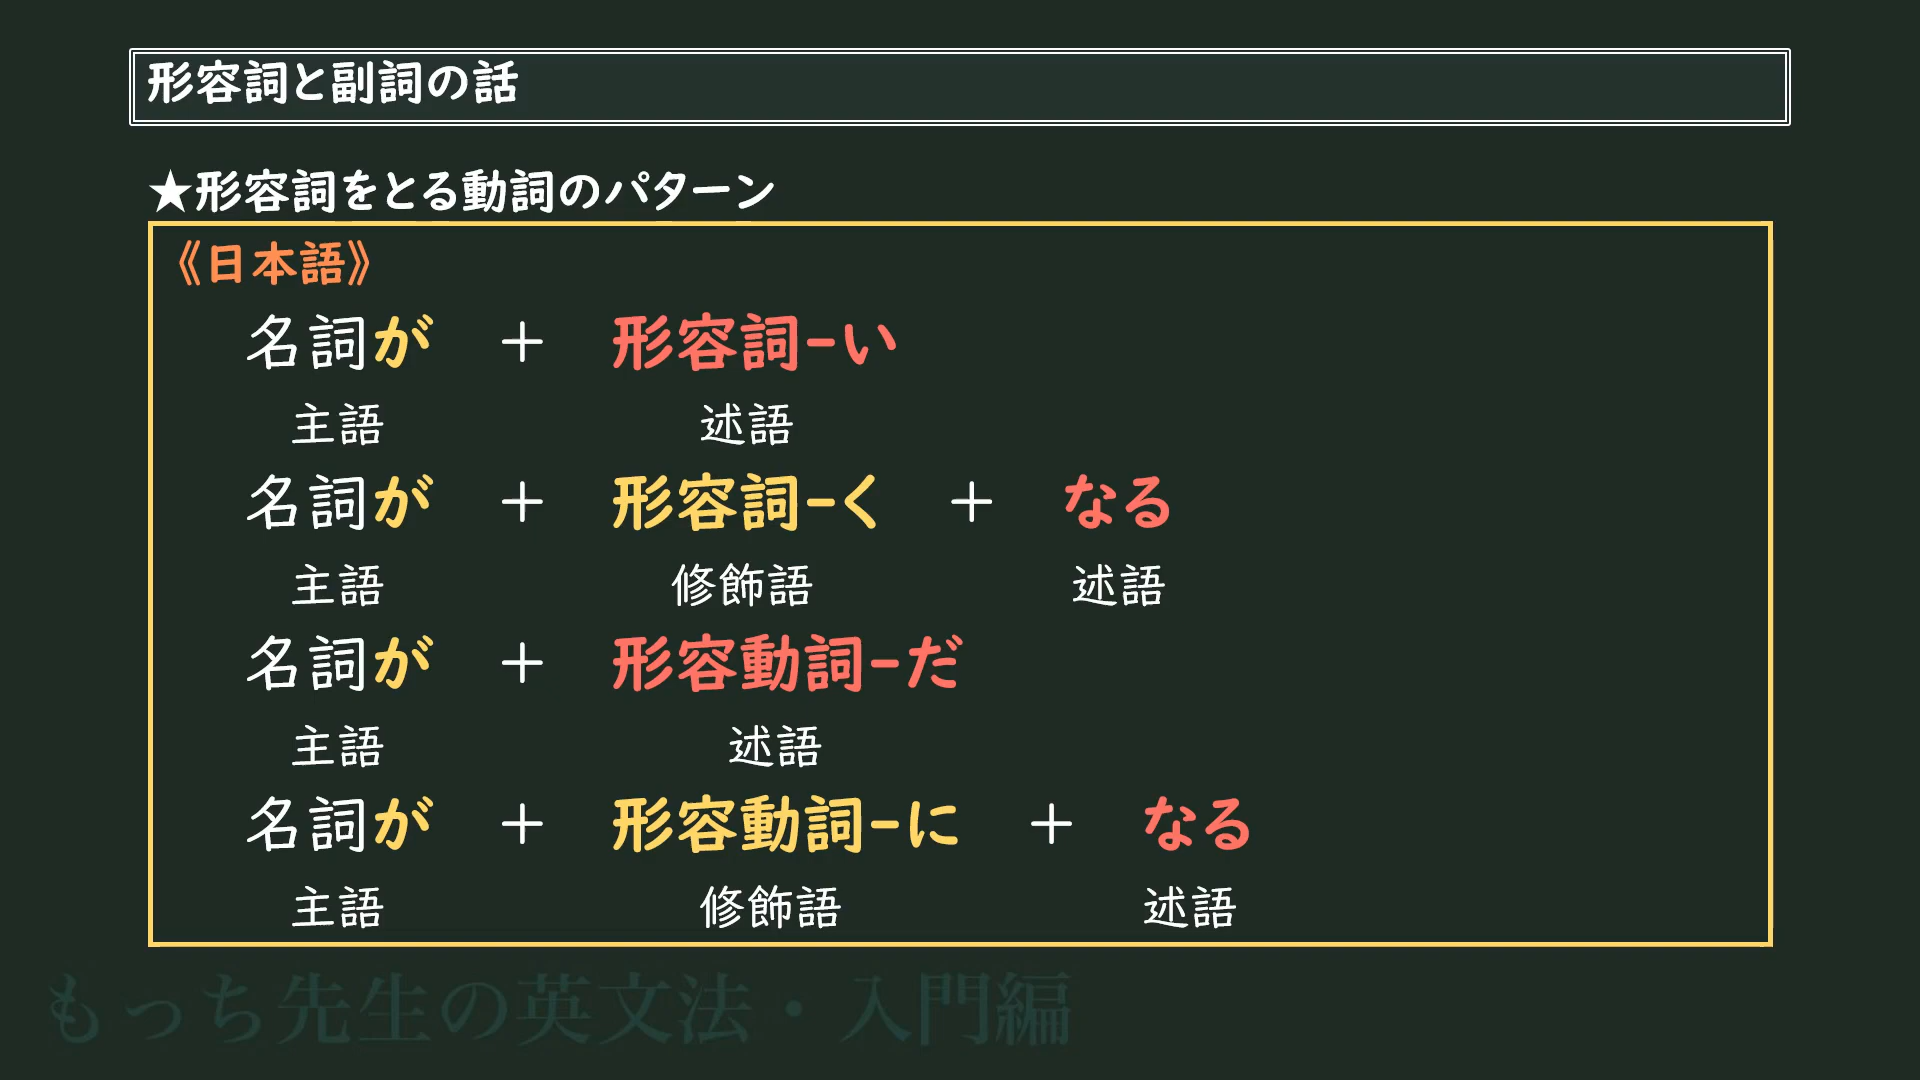 形容詞と副詞の話
★形容詞をとる動詞のパターン
《日本語》
名詞が ＋ 形容詞-い
主語 述語
名詞が ＋ 形容詞-く ＋ なる
主語 修飾語 述語
名詞が ＋ 形容動詞-だ
主語 述語
名詞が ＋ 形容動詞-に ＋ なる
主語 修飾語 述語
もっち先生の英文法・入門編